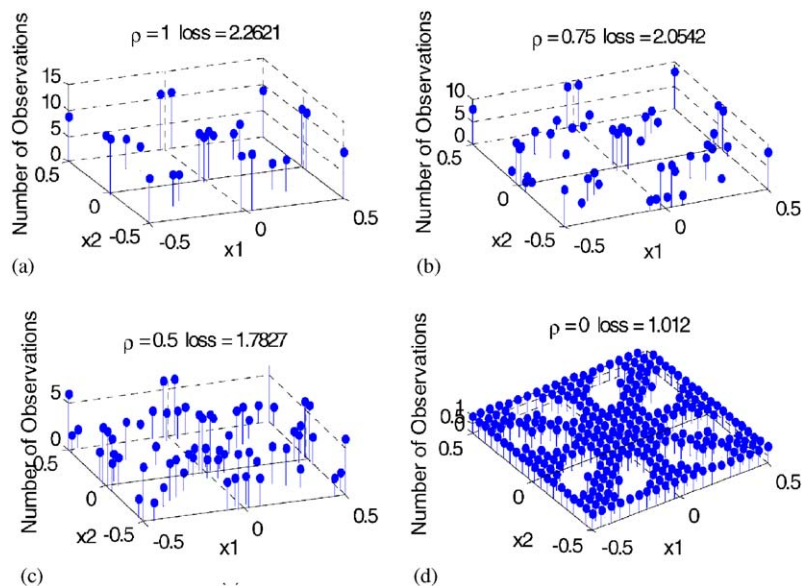 ρ = 1 loss = 2.2621
Number of Observations
15
10
5
0
0.5
0
-0.5
x2
-0.5
0
0.5
x1
(a)
ρ = 0.75 loss = 2.0542
Number of Observations
10
5
0
0.5
0
-0.5
x2
-0.5
0
0.5
x1
(b)
ρ = 0.5 loss = 1.7827
Number of Observations
5
0
0.5
0
-0.5
x2
-0.5
0
0.5
x1
(c)
ρ = 0 loss = 1.012
Number of Observations
1
0.5
0
0.5
0
-0.5
x2
-0.5
0
0.5
x1
(d)